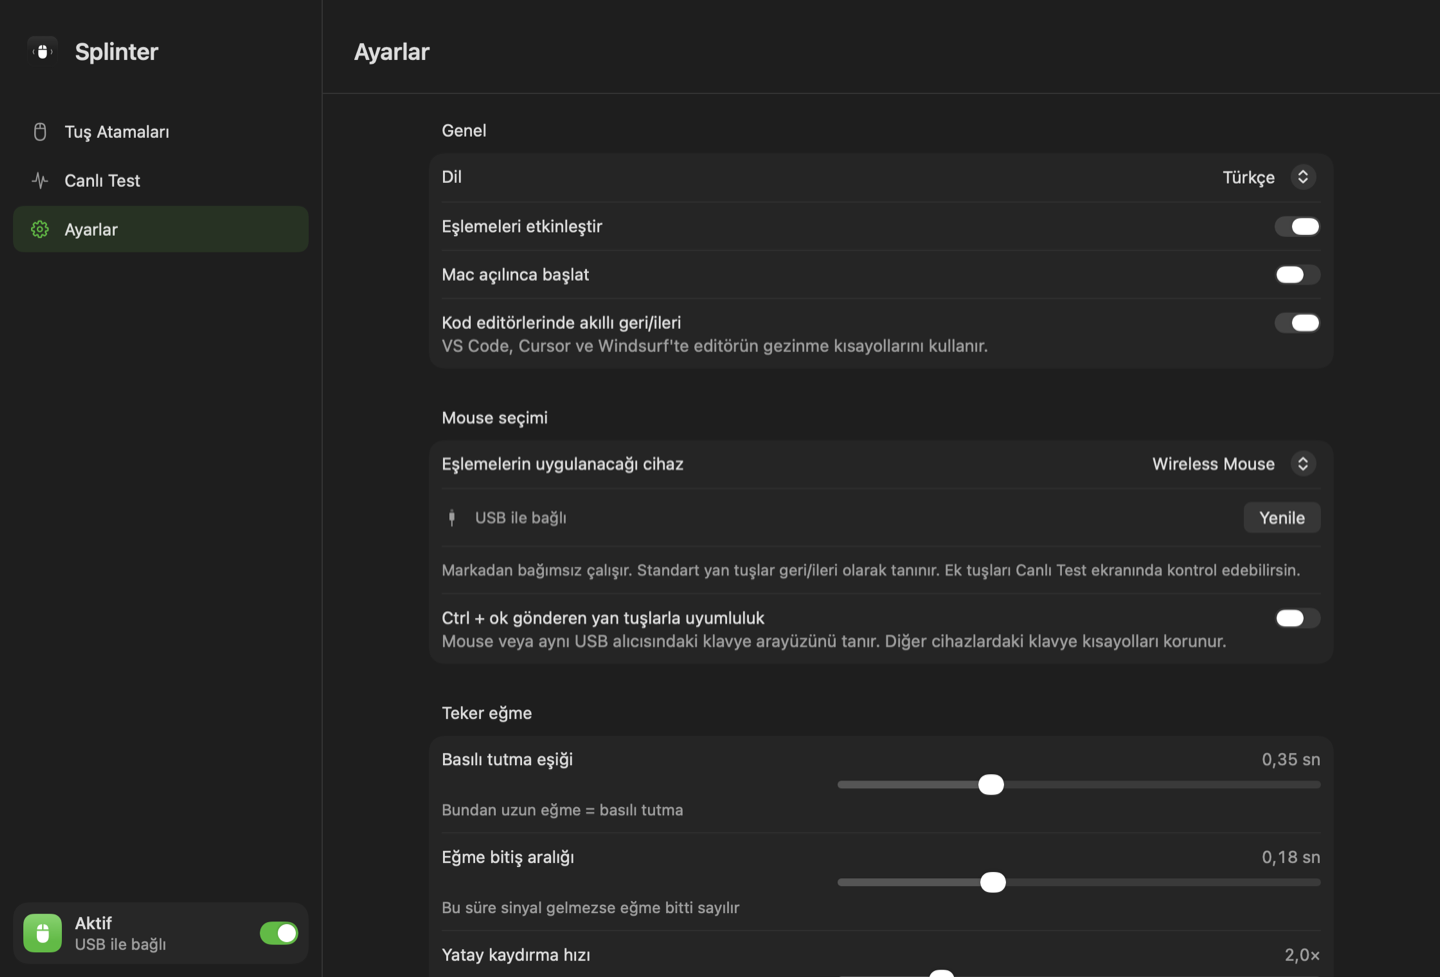 Splinter
Tuş Atamaları
Canlı Test
Ayarlar
Aktif
USB ile bağlı
Ayarlar
Genel
Dil
Türkçe
Eşlemeleri etkinleştir
Mac açılınca başlat
Kod editörlerinde akıllı geri/ileri
VS Code, Cursor ve Windsurf'te editörün gezinme kısayollarını kullanır.
Mouse seçimi
Eşlemelerin uygulanacağı cihaz
Wireless Mouse
USB ile bağlı
Yenile
Markadan bağımsız çalışır. Standart yan tuşlar geri/ileri olarak tanınır. Ek tuşları Canlı Test ekranında kontrol edebilirsin.
Ctrl + ok gönderen yan tuşlarla uyumluluk
Mouse veya aynı USB alıcısındaki klavye arayüzünü tanır. Diğer cihazlardaki klavye kısayolları korunur.
Teker eğme
Basılı tutma eşiği
0,35 sn
Bundan uzun eğme = basılı tutma
Eğme bitiş aralığı
0,18 sn
Bu süre sinyal gelmezse eğme bitti sayılır
Yatay kaydırma hızı
2,0×